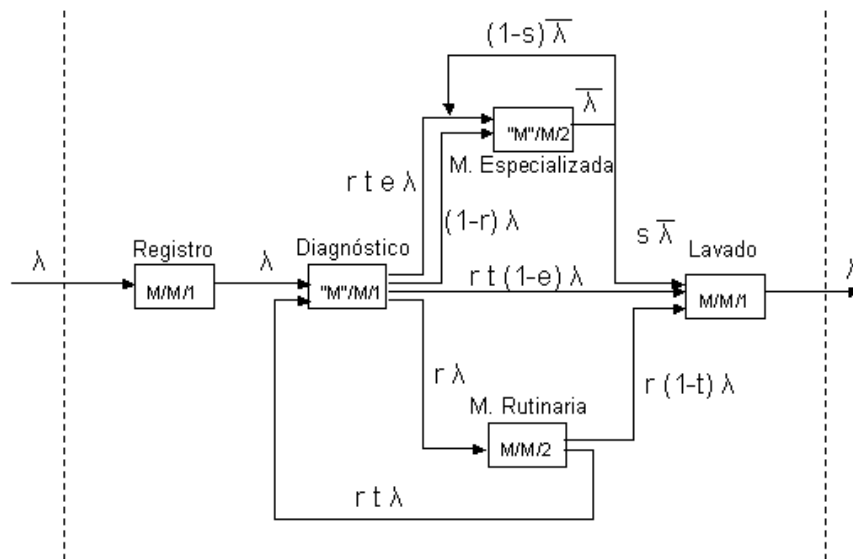 (1-s) λ̅
λ̅
"M"/M/2
M. Especializada
r t e λ
(1-r) λ
s λ̅
Registro
Diagnóstico
Lavado
λ
λ
λ
M/M/1
"M"/M/1
r t (1-e) λ
M/M/1
r λ
r (1-t) λ
M. Rutinaria
M/M/2
r t λ